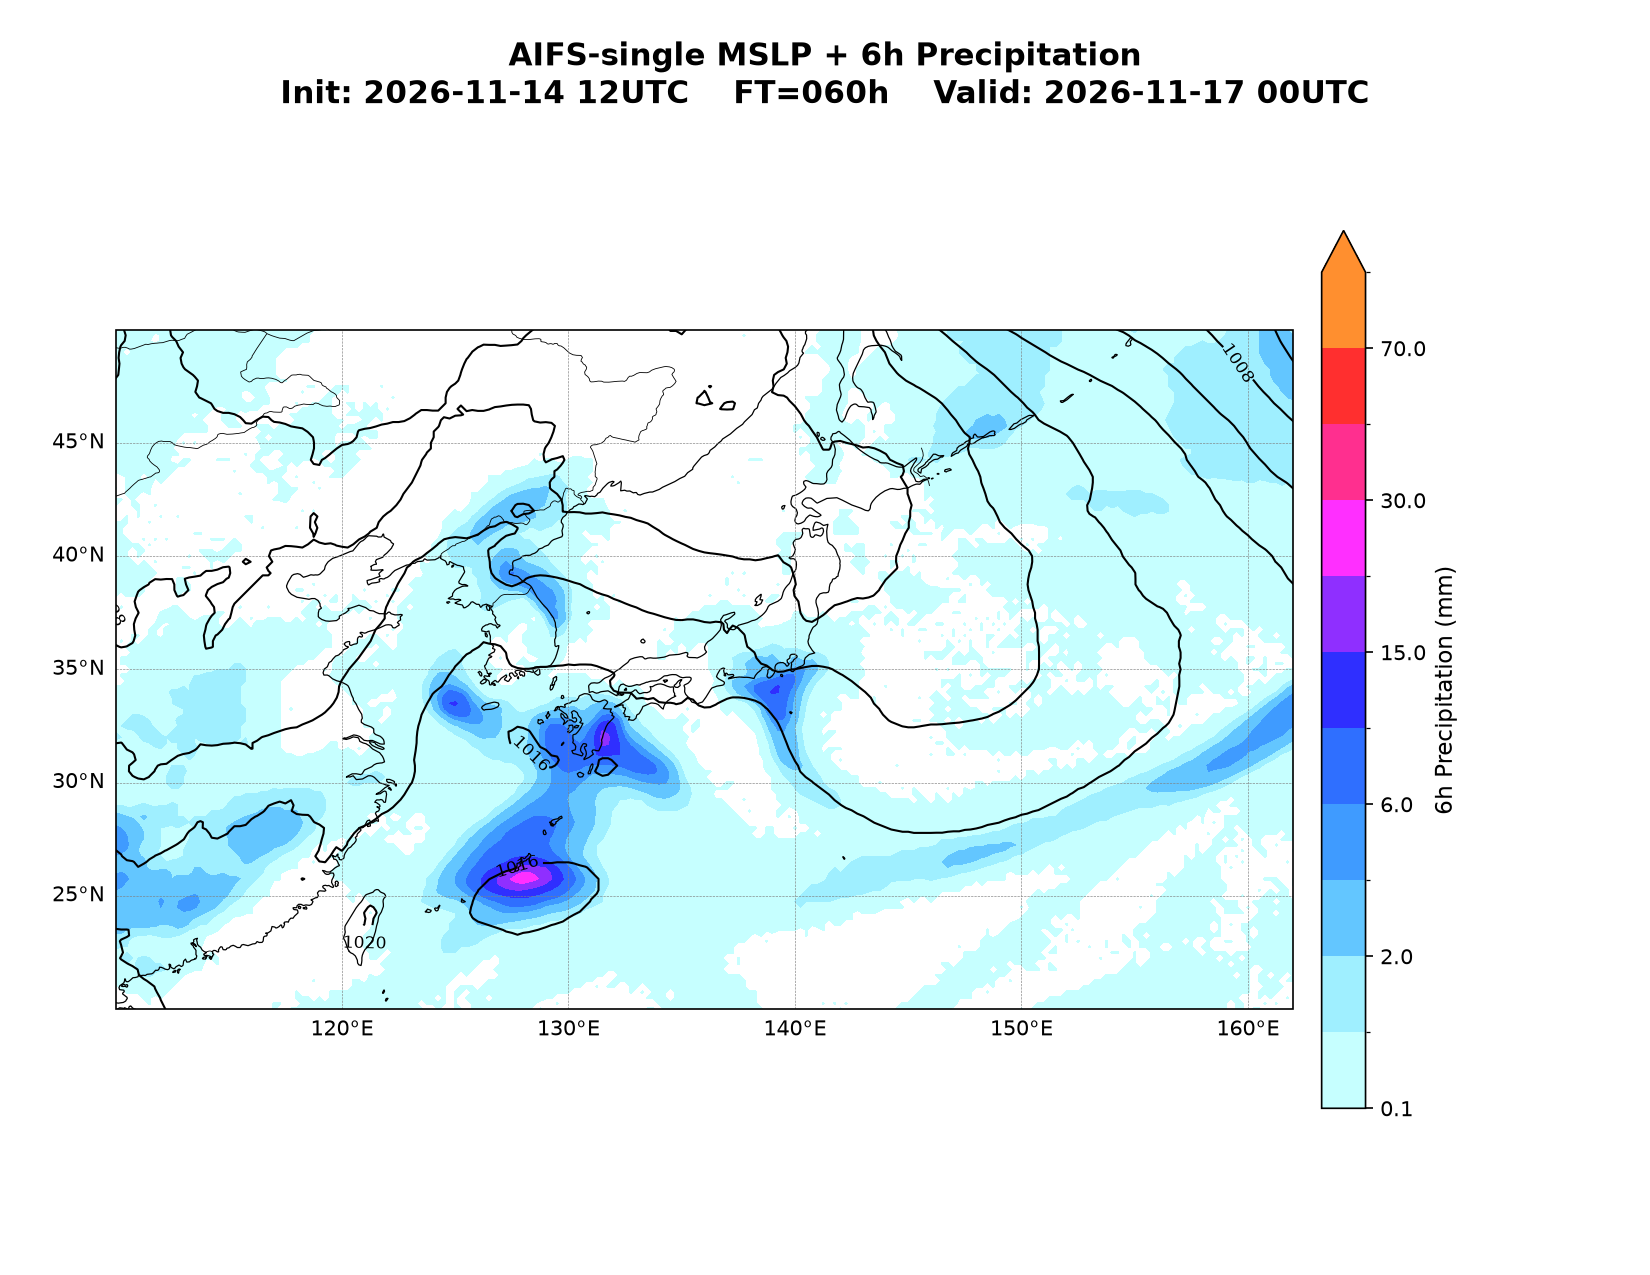 AIFS-single MSLP + 6h Precipitation
Init: 2026-11-14 12UTC    FT=060h    Valid: 2026-11-17 00UTC
1008
45°N
40°N
35°N
30°N
25°N
1016
1016
1020
120°E
130°E
140°E
150°E
160°E
70.0
30.0
15.0
6.0
2.0
0.1
6h Precipitation (mm)